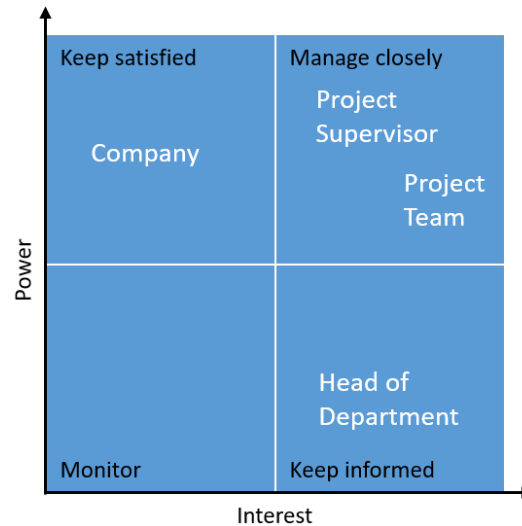 Keep satisfied
Manage closely
Project
Supervisor
Company
Project
Team
Power
Head of
Department
Monitor
Keep informed
Interest